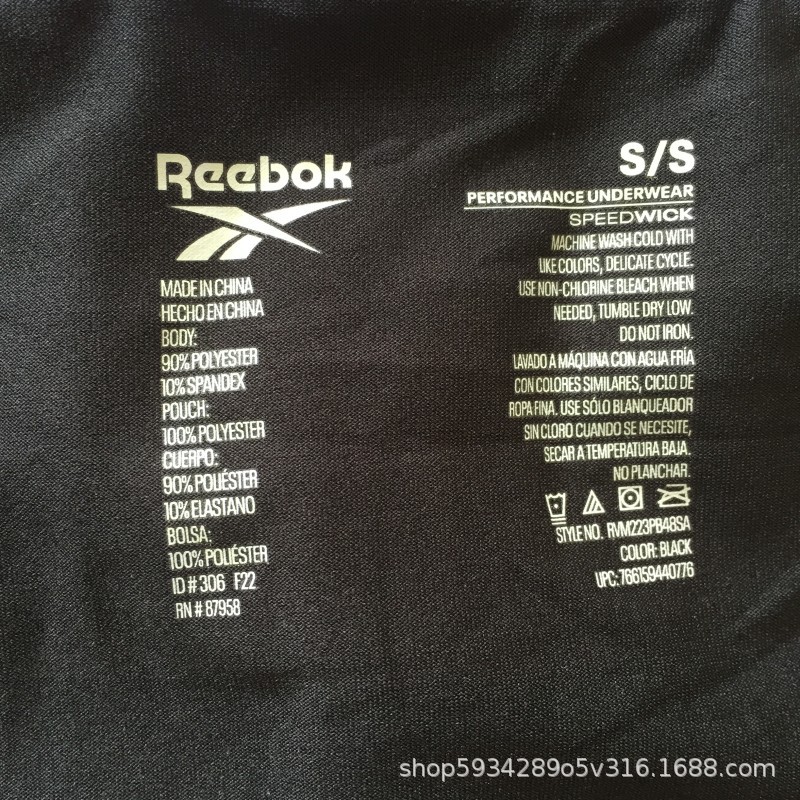 Reebok
MADE IN CHINA
HECHO EN CHINA
BODY:
90% POLYESTER
10% SPANDEX
POUCH:
100% POLYESTER
CUERPO:
90% POLIÉSTER
10% ELASTANO
BOLSA:
100% POLIÉSTER
ID # 306 F22
RN # 87958
S/S
PERFORMANCE UNDERWEAR
SPEEDWICK
MACHINE WASH COLD WITH
LIKE COLORS, DELICATE CYCLE.
USE NON-CHLORINE BLEACH WHEN
NEEDED, TUMBLE DRY LOW.
DO NOT IRON.
LAVADO A MÁQUINA CON AGUA FRÍA
CON COLORES SIMILARES, CICLO DE
ROPA FINA. USE SÓLO BLANQUEADOR
SIN CLORO CUANDO SE NECESITE,
SECAR A TEMPERATURA BAJA.
NO PLANCHAR.
STYLE NO. RVM223PB48SA
COLOR: BLACK
UPC: 766159440776
shop5934289o5v316.1688.com